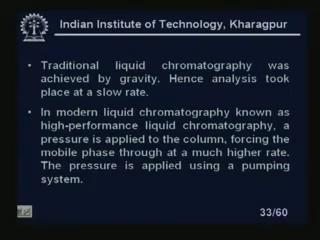 Indian Institute of Technology, Kharagpur
• Traditional liquid chromatography was
achieved by gravity. Hence analysis took
place at a slow rate.
• In modern liquid chromatography known as
high-performance liquid chromatography, a
pressure is applied to the column, forcing the
mobile phase through at a much higher rate.
The pressure is applied using a pumping
system.
33/60